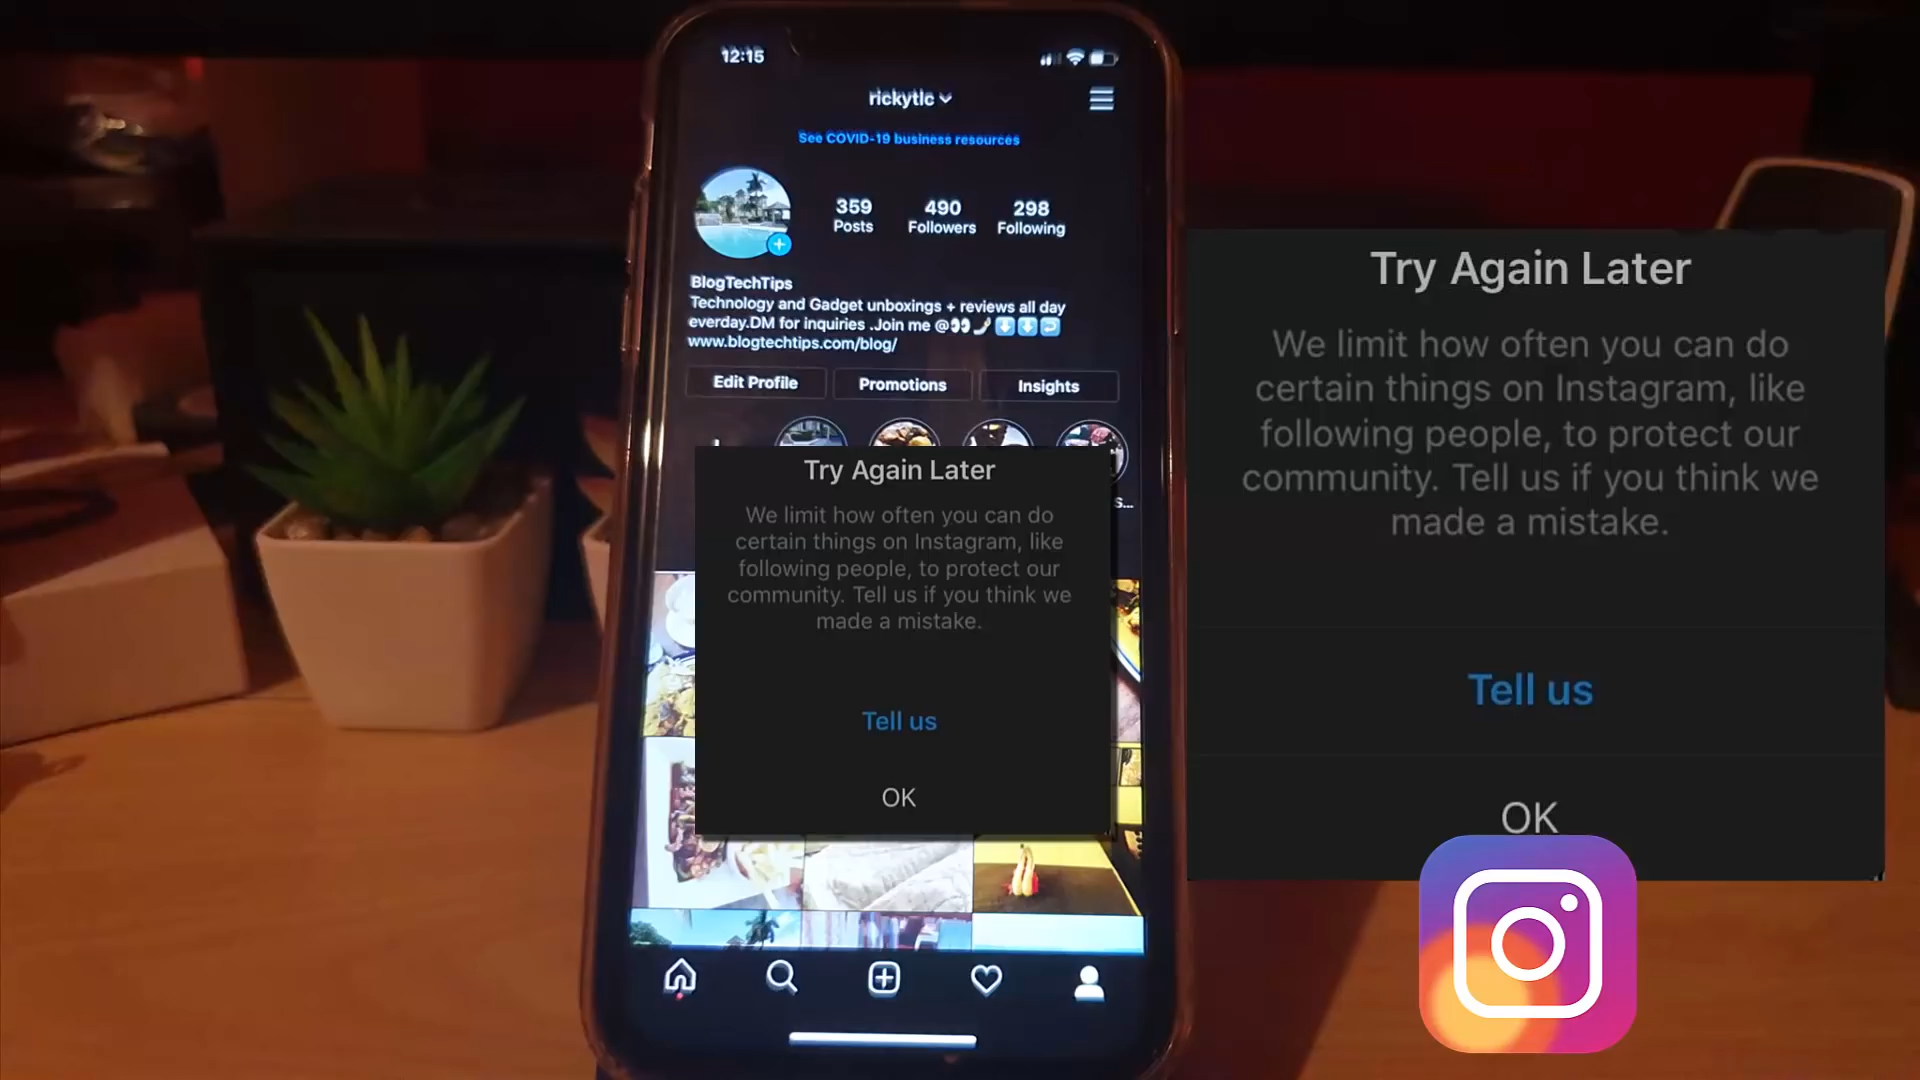 12:15
rickytlc
See COVID-19 business resources
359 490 298
Posts Followers Following
BlogTechTips
Technology and Gadget unboxings + reviews all day
everday.DM for inquiries .Join me @👀🤳⬇️⬇️↩️
www.blogtechtips.com/blog/
Edit Profile Promotions Insights
s...
Try Again Later
We limit how often you can do
certain things on Instagram, like
following people, to protect our
community. Tell us if you think we
made a mistake.
Tell us
OK
Try Again Later
We limit how often you can do
certain things on Instagram, like
following people, to protect our
community. Tell us if you think we
made a mistake.
Tell us
OK